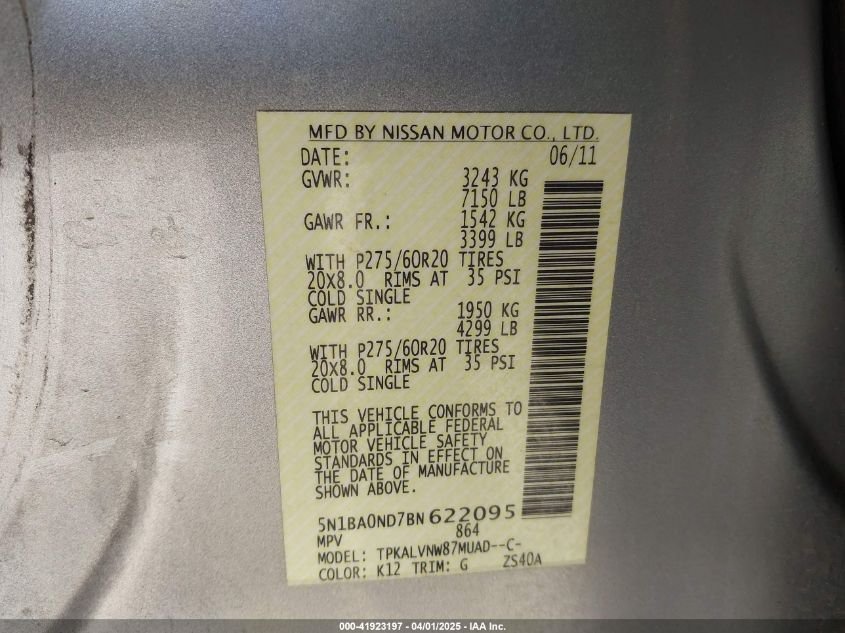 MFD BY NISSAN MOTOR CO., LTD.
DATE: 06/11
GVWR: 3243 KG
7150 LB
GAWR FR.: 1542 KG
3399 LB
WITH P275/60R20 TIRES
20X8.0 RIMS AT 35 PSI
COLD SINGLE
GAWR RR.: 1950 KG
4299 LB
WITH P275/60R20 TIRES
20X8.0 RIMS AT 35 PSI
COLD SINGLE
THIS VEHICLE CONFORMS TO
ALL APPLICABLE FEDERAL
MOTOR VEHICLE SAFETY
STANDARDS IN EFFECT ON
THE DATE OF MANUFACTURE
SHOWN ABOVE.
5N1BA0ND7BN622095
MPV 864
MODEL: TPKALVNW87MUAD--C-
COLOR: K12 TRIM: G ZS40A
000-41923197 - 04/01/2025 - IAA Inc.